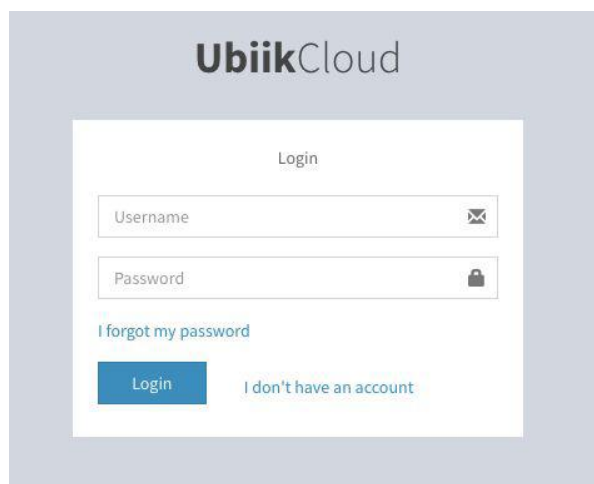 UbiikCloud
Login
Username
Password
I forgot my password
Login I don't have an account